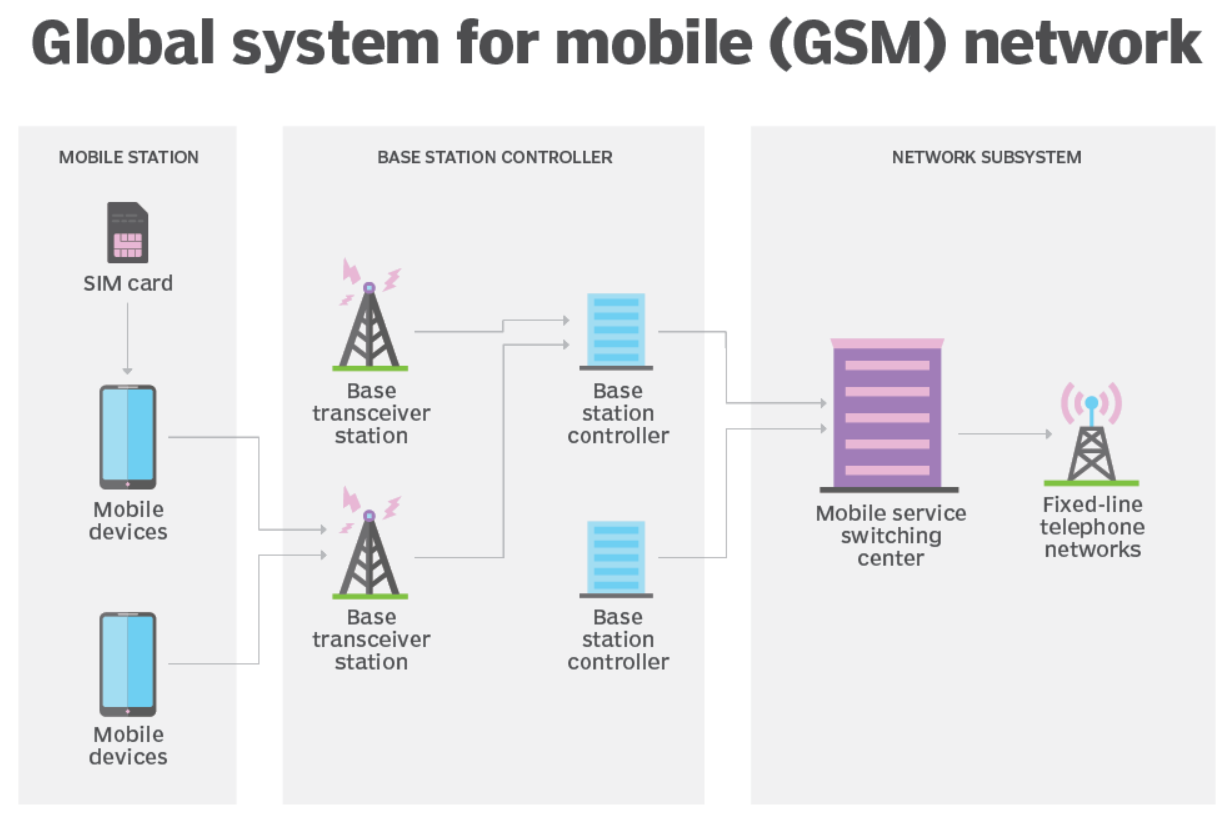 Global system for mobile (GSM) network
MOBILE STATION
SIM card
Mobile
devices
Mobile
devices
BASE STATION CONTROLLER
Base
transceiver
station
Base
station
controller
Base
transceiver
station
Base
station
controller
NETWORK SUBSYSTEM
Mobile service
switching
center
Fixed-line
telephone
networks